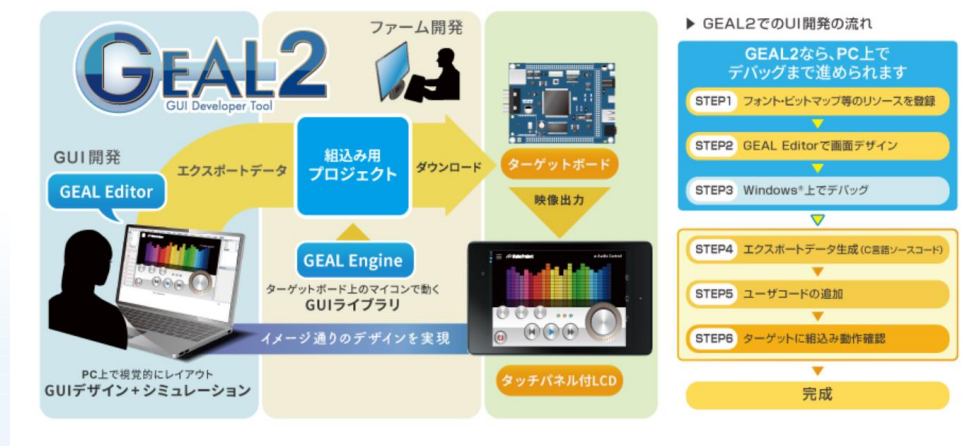 GEAL2
GUI Developer Tool
ファーム開発
GUI開発
GEAL Editor
エクスポートデータ
組込み用
プロジェクト
ダウンロード
ターゲットボード
映像出力
GEAL Engine
ターゲットボード上のマイコンで動く
GUIライブラリ
イメージ通りのデザインを実現
PC上で視覚的にレイアウト
GUIデザイン+シミュレーション
Audio Control
タッチパネル付LCD
▶ GEAL2でのUI開発の流れ
GEAL2なら、PC上で
デバッグまで進められます
STEP1 フォント・ビットマップ等のリソースを登録
STEP2 GEAL Editorで画面デザイン
STEP3 Windows®上でデバッグ
STEP4 エクスポートデータ生成(C言語ソースコード)
STEP5 ユーザコードの追加
STEP6 ターゲットに組込み動作確認
完成